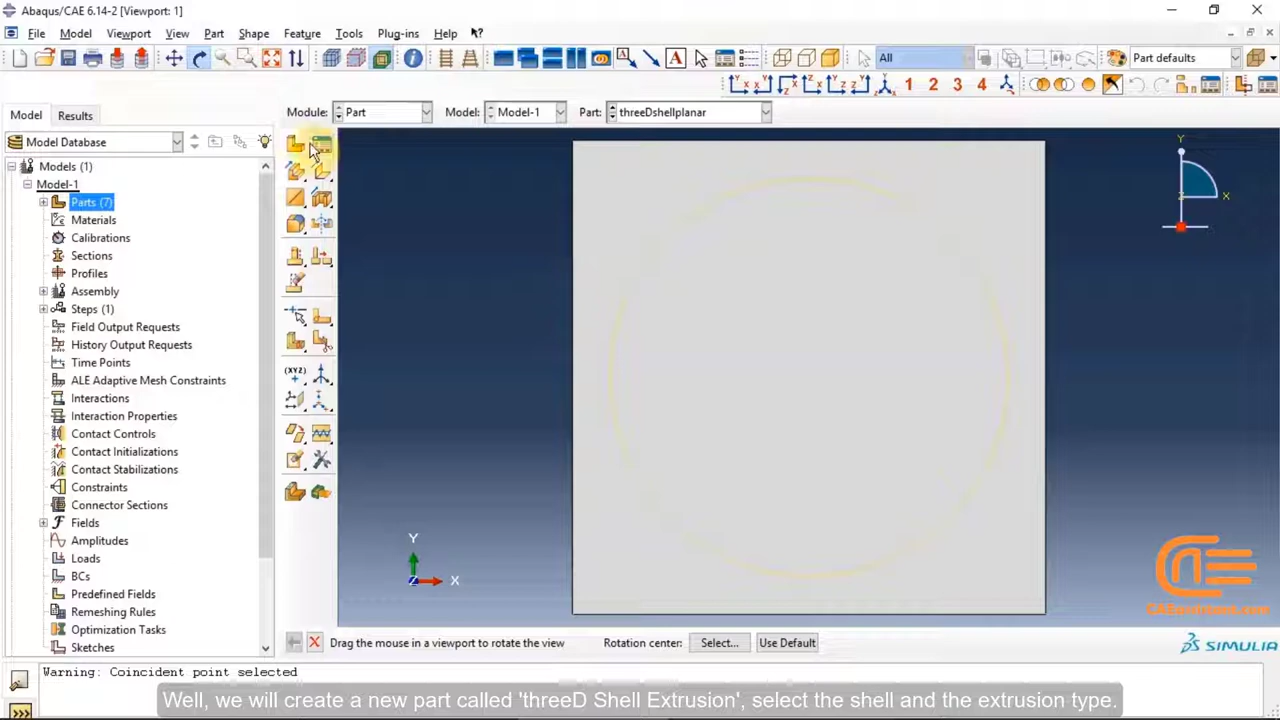 Abaqus/CAE 6.14-2 [Viewport: 1]
File Model Viewport View Part Shape Feature Tools Plug-ins Help
All Part defaults
1 2 3 4
Model Results Module: Part Model: Model-1 Part: threeDshellplanar
Model Database
Models (1)
Model-1
Parts (7)
Materials
Calibrations
Sections
Profiles
Assembly
Steps (1)
Field Output Requests
History Output Requests
Time Points
ALE Adaptive Mesh Constraints
Interactions
Interaction Properties
Contact Controls
Contact Initializations
Contact Stabilizations
Constraints
Connector Sections
Fields
Amplitudes
Loads
BCs
Predefined Fields
Remeshing Rules
Optimization Tasks
Sketches
(XYZ)
Y
X
Z
Y
X
Z
CAEassistant.com
SIMULIA
Drag the mouse in a viewport to rotate the view Rotation center: Select... Use Default
Warning: Coincident point selected
Well, we will create a new part called 'threeD Shell Extrusion', select the shell and the extrusion type.